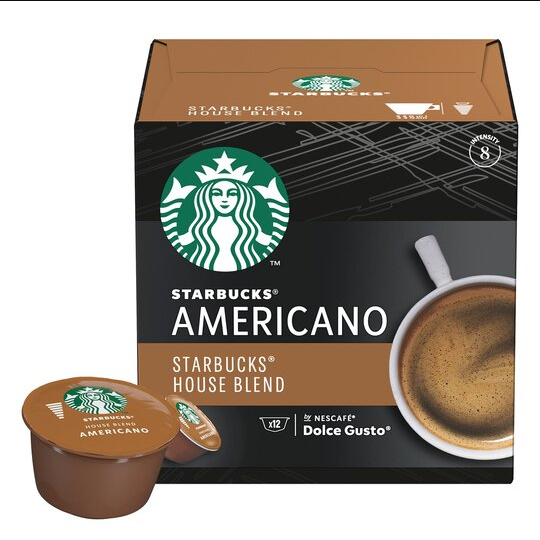 STARBUCKS®
STARBUCKS®
HOUSE BLEND
INTENSITY
8
TM
STARBUCKS®
AMERICANO
STARBUCKS®
HOUSE BLEND
x12
by NESCAFÉ®
Dolce Gusto®
STARBUCKS®
HOUSE BLEND
AMERICANO